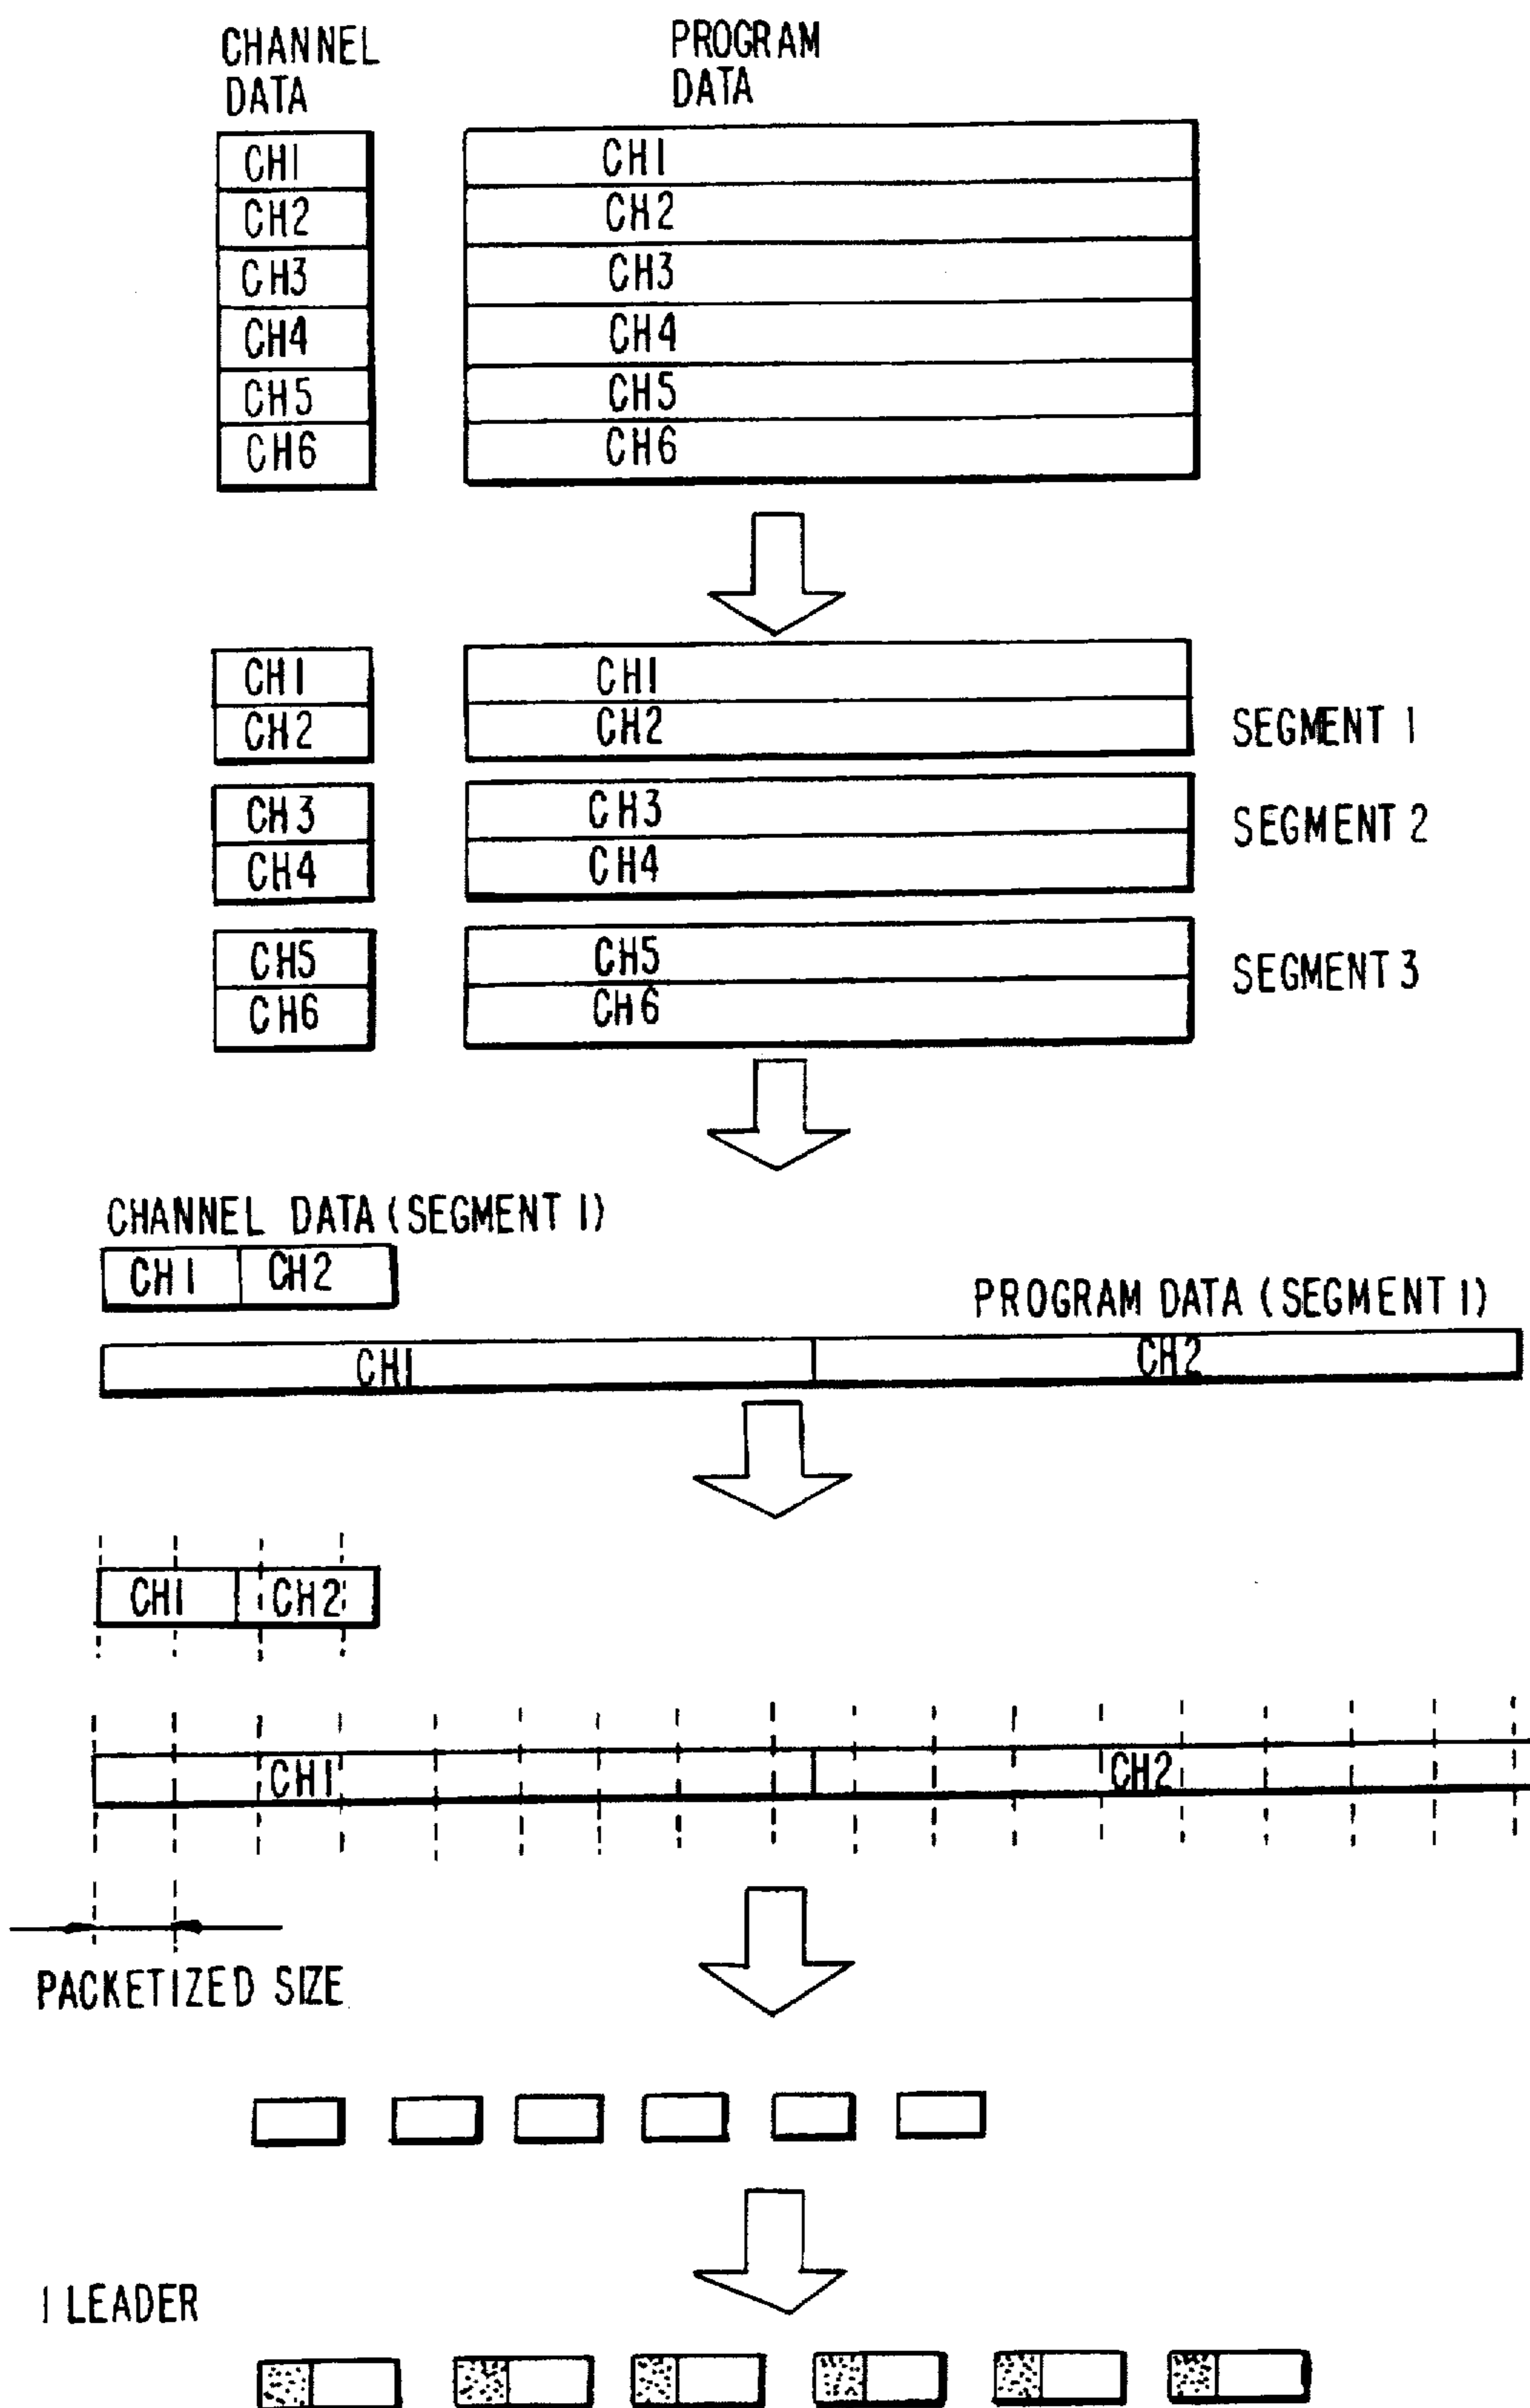 CHANNEL DATA
PROGRAM DATA
CH1 CH1
CH2 CH2
CH3 CH3
CH4 CH4
CH5 CH5
CH6 CH6
CH1 CH1
CH2 CH2 SEGMENT 1
CH3 CH3 SEGMENT 2
CH4 CH4
CH5 CH5 SEGMENT 3
CH6 CH6
CHANNEL DATA (SEGMENT 1)
CH1 CH2
PROGRAM DATA (SEGMENT 1)
CH1 CH2
CH1 CH2
CH1 CH2
PACKETIZED SIZE
1 LEADER